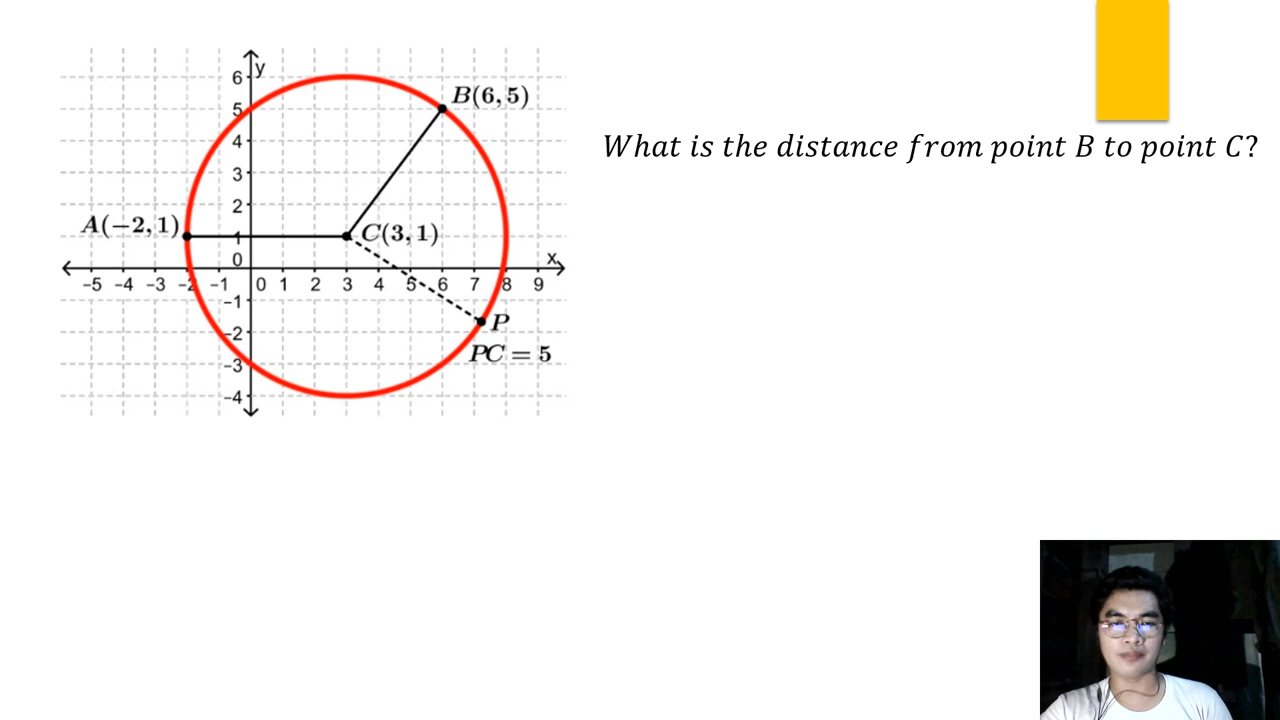 6 y
B(6,5)
5
4
What is the distance from point B to point C?
3
2
A(−2,1)
1
C(3,1)
0
x
−5 −4 −3 −2 −1 0 1 2 3 4 5 6 7 8 9
−1
P
−2
PC = 5
−3
−4